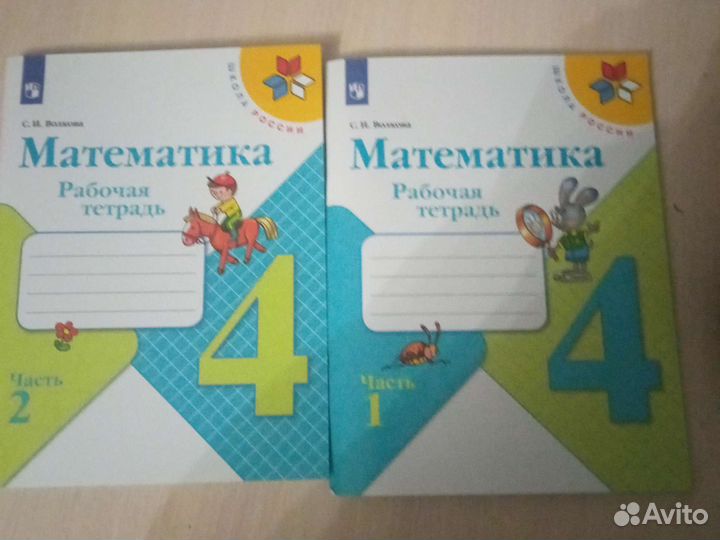 ШКОЛА РОССИИ
С. И. Волкова
Математика
Рабочая
тетрадь
4
Часть
2
ШКОЛА РОССИИ
С. И. Волкова
Математика
Рабочая
тетрадь
4
Часть
1
Avito